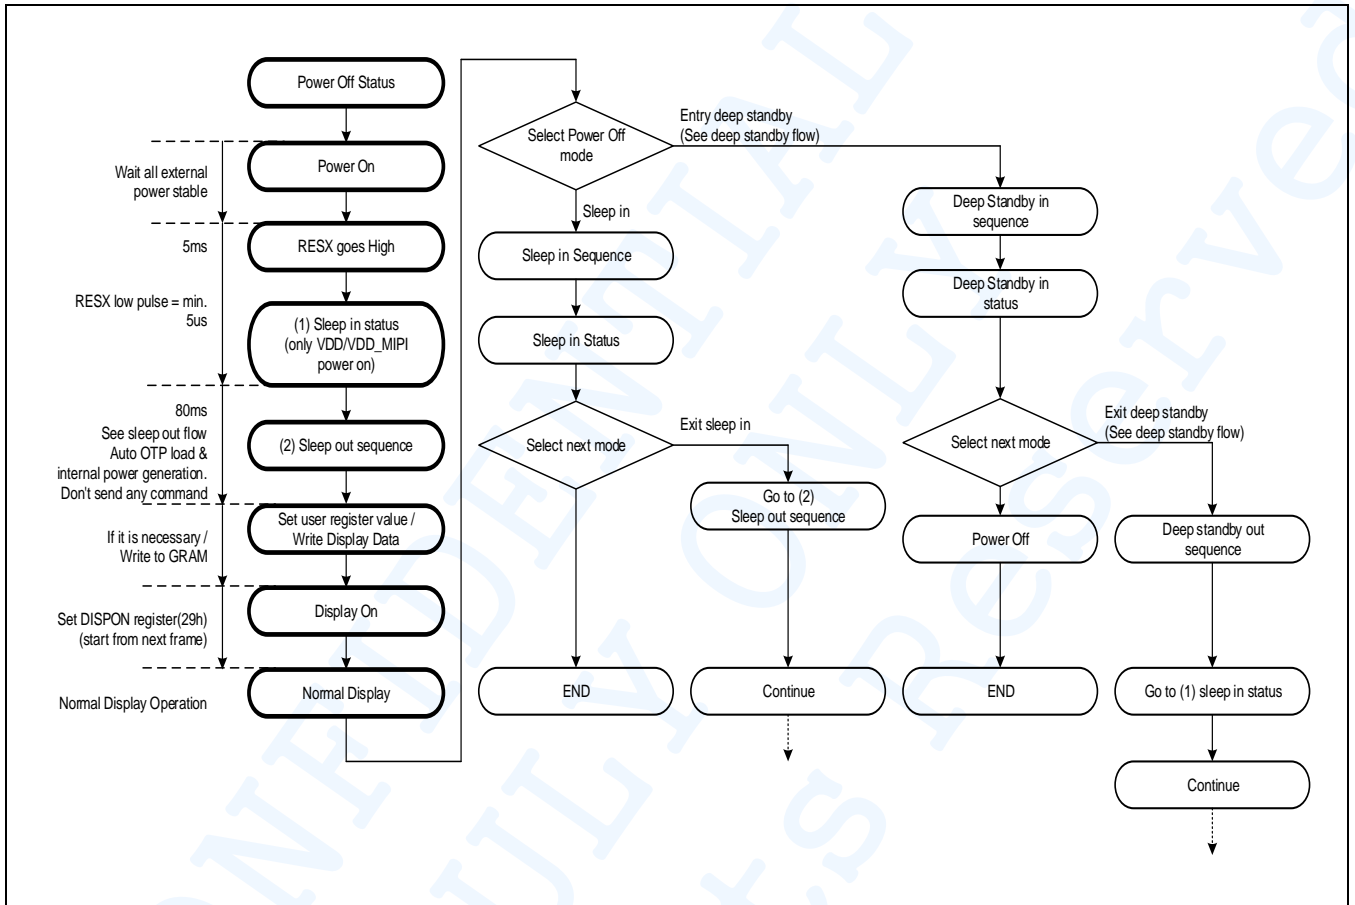 Power Off Status
Power On
Wait all external
power stable
RESX goes High
5ms
RESX low pulse = min.
5us
(1) Sleep in status
(only VDD/VDD_MIPI
power on)
80ms
See sleep out flow
Auto OTP load &
internal power generation.
Don't send any command
(2) Sleep out sequence
Set user register value /
Write Display Data
If it is necessary /
Write to GRAM
Display On
Set DISPON register(29h)
(start from next frame)
Normal Display
Normal Display Operation
Select Power Off
mode
Entry deep standby
(See deep standby flow)
Sleep in
Sleep in Sequence
Sleep in Status
Select next mode
Exit sleep in
Go to (2)
Sleep out sequence
END
Continue
Deep Standby in
sequence
Deep Standby in
status
Select next mode
Exit deep standby
(See deep standby flow)
Power Off
Deep standby out
sequence
END
Go to (1) sleep in status
Continue
ONFIDENTIAL
ULY ONLY
ts Reserved